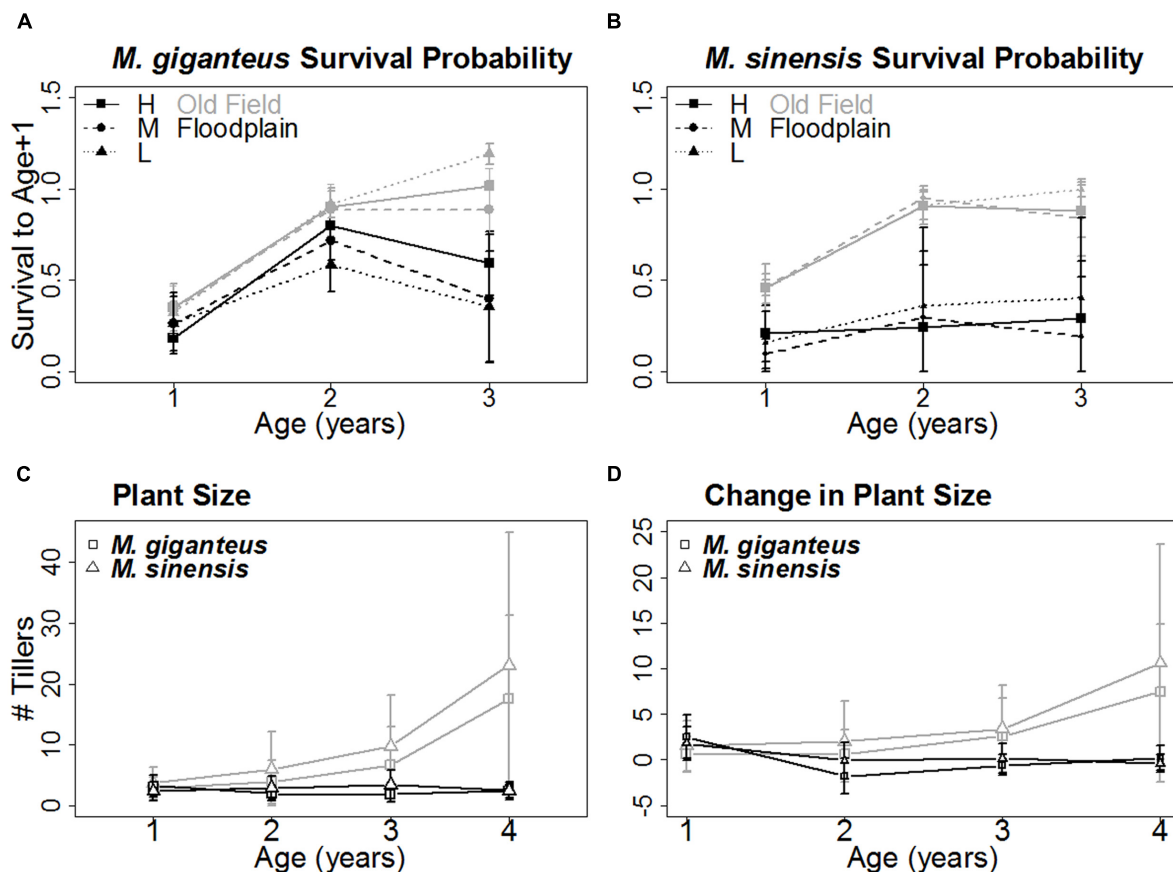 A
M. giganteus Survival Probability
Survival to Age+1
1.5
1.0
0.5
0.0
H Old Field
M Floodplain
L
1 2 3
Age (years)
B
M. sinensis Survival Probability
1.5
1.0
0.5
0.0
H Old Field
M Floodplain
L
1 2 3
Age (years)
C
Plant Size
# Tillers
40
30
20
10
0
M. giganteus
M. sinensis
1 2 3 4
Age (years)
D
Change in Plant Size
25
20
15
10
5
0
-5
M. giganteus
M. sinensis
1 2 3 4
Age (years)